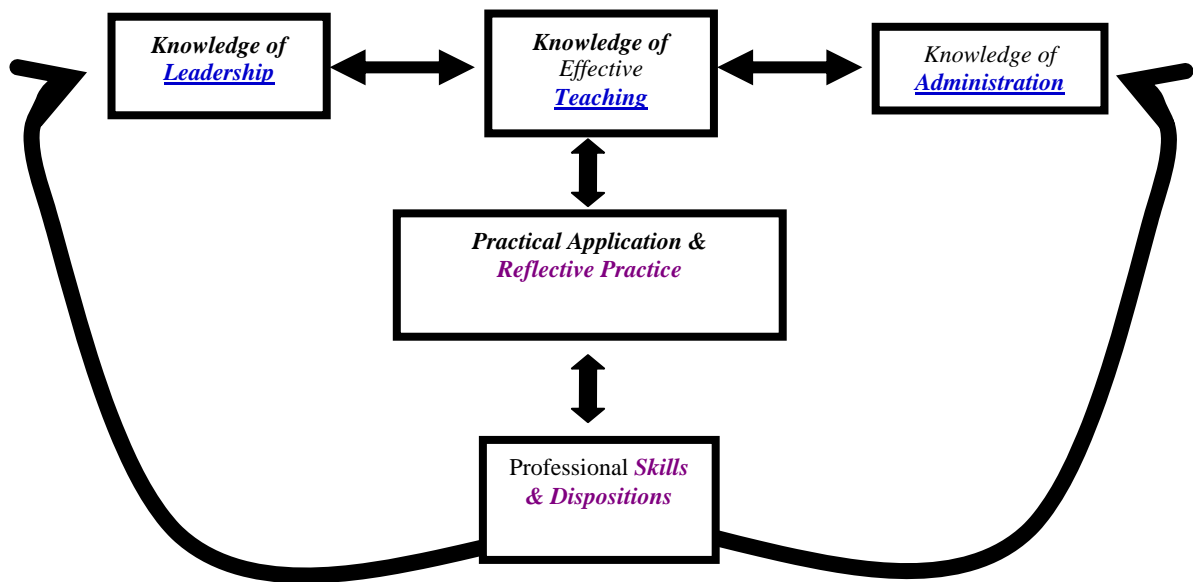 Knowledge of
Leadership
Knowledge of
Effective
Teaching
Knowledge of
Administration
Practical Application &
Reflective Practice
Professional Skills
& Dispositions